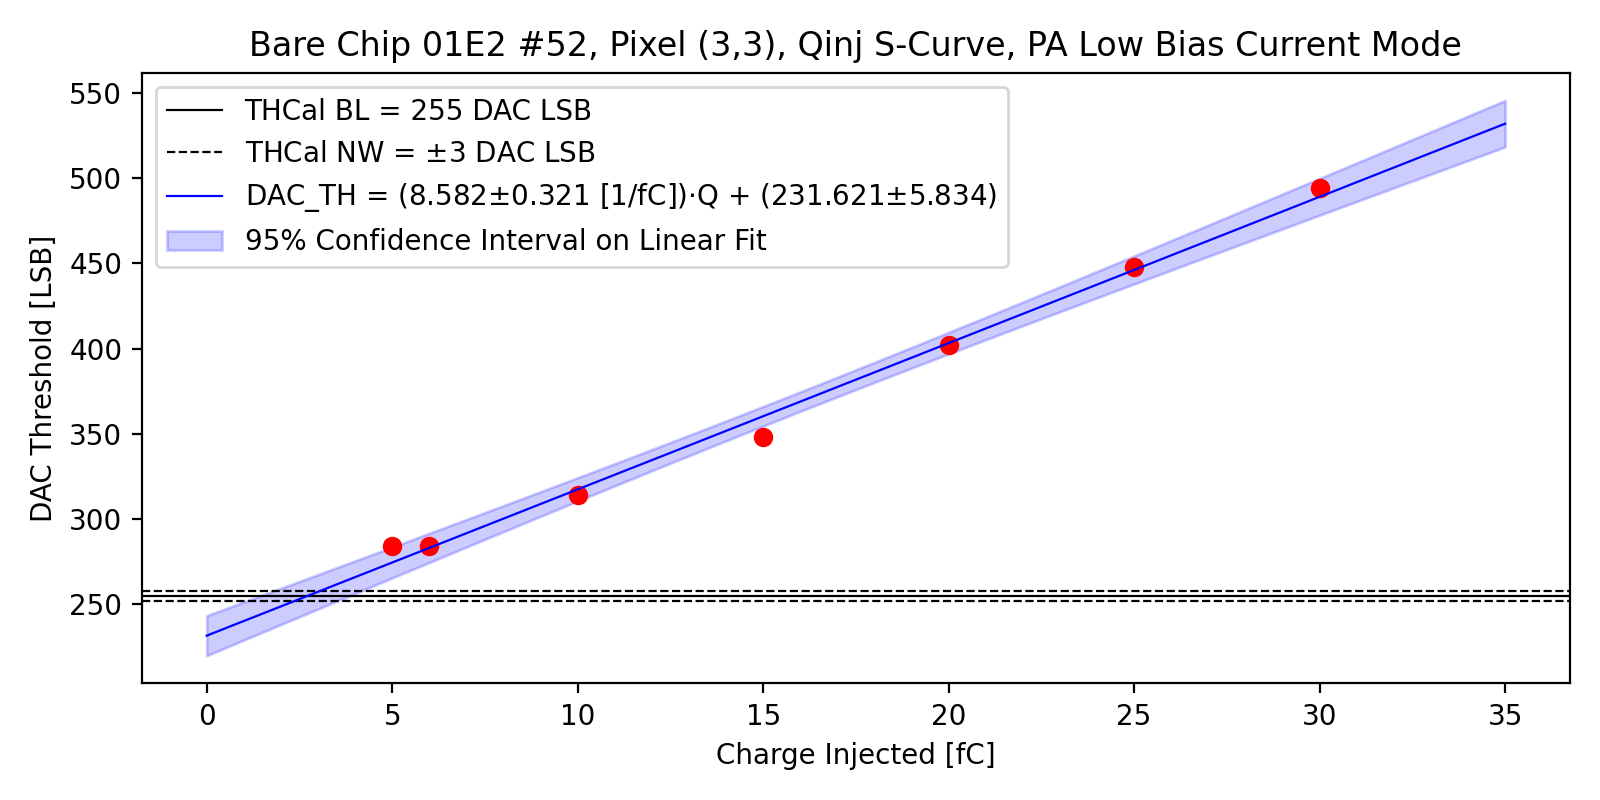 Bare Chip 01E2 #52, Pixel (3,3), Qinj S-Curve, PA Low Bias Current Mode
THCal BL = 255 DAC LSB
THCal NW = ±3 DAC LSB
DAC_TH = (8.582±0.321 [1/fC])·Q + (231.621±5.834)
95% Confidence Interval on Linear Fit
DAC Threshold [LSB]
550
500
450
400
350
300
250
0 5 10 15 20 25 30 35
Charge Injected [fC]